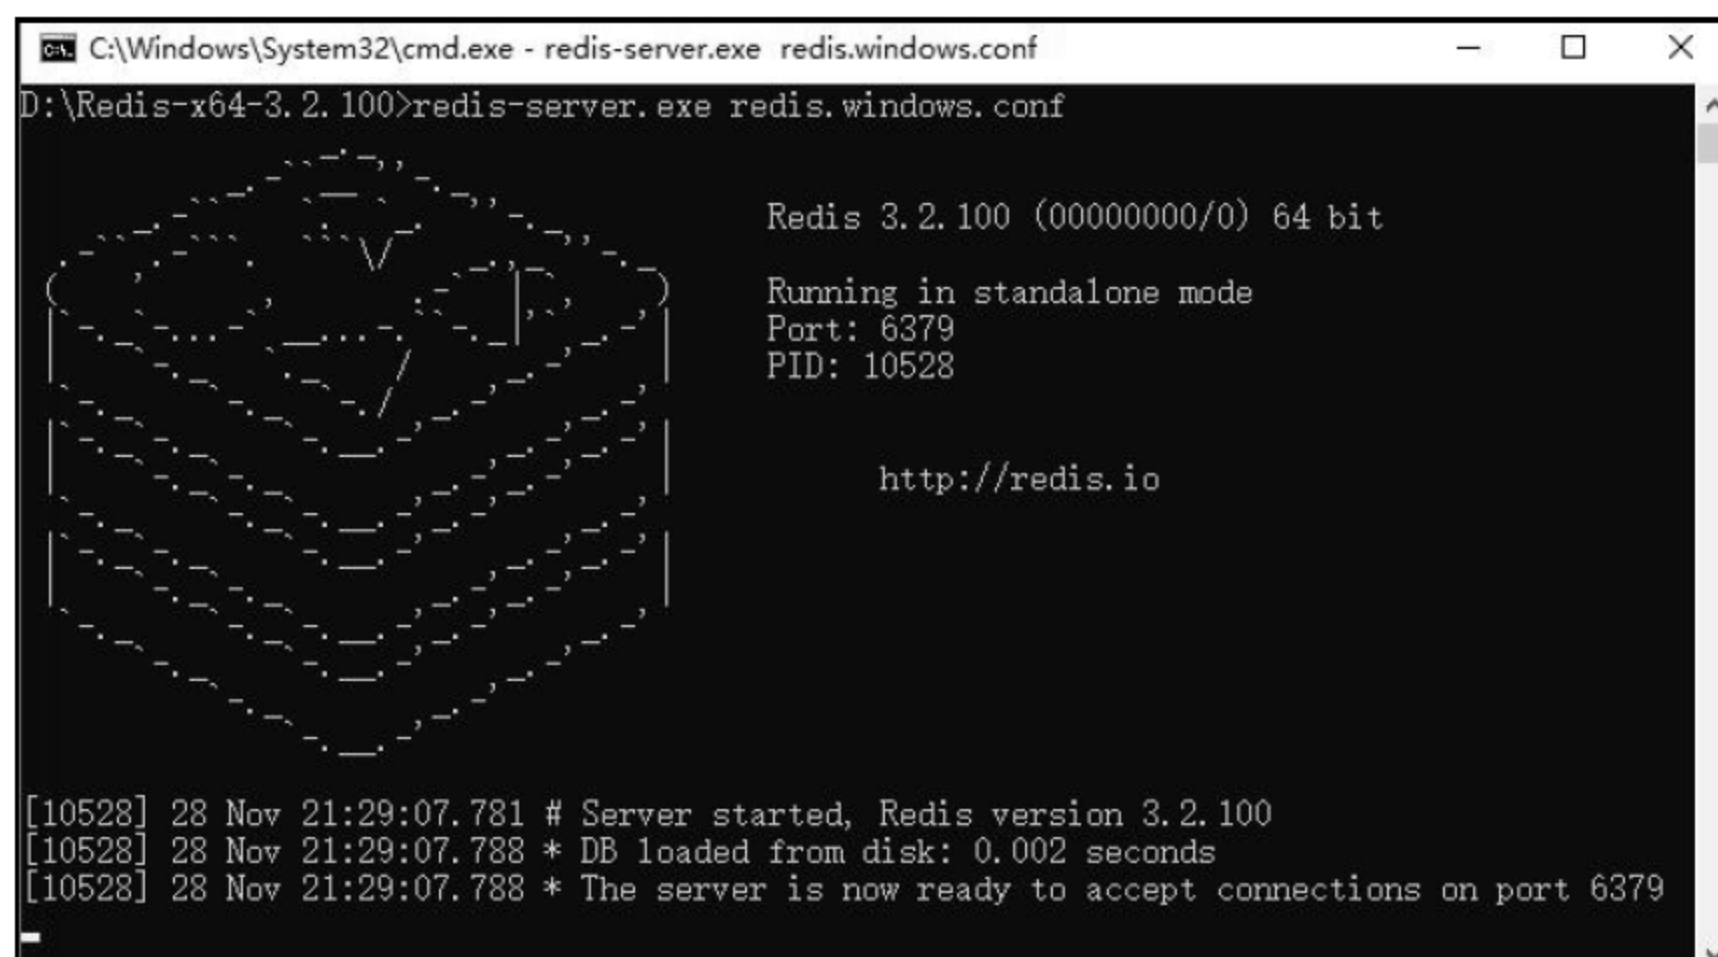 C:\Windows\System32\cmd.exe - redis-server.exe redis.windows.conf
D:\Redis-x64-3.2.100>redis-server.exe redis.windows.conf
Redis 3.2.100 (00000000/0) 64 bit
Running in standalone mode
Port: 6379
PID: 10528
http://redis.io
[10528] 28 Nov 21:29:07.781 # Server started, Redis version 3.2.100
[10528] 28 Nov 21:29:07.788 * DB loaded from disk: 0.002 seconds
[10528] 28 Nov 21:29:07.788 * The server is now ready to accept connections on port 6379